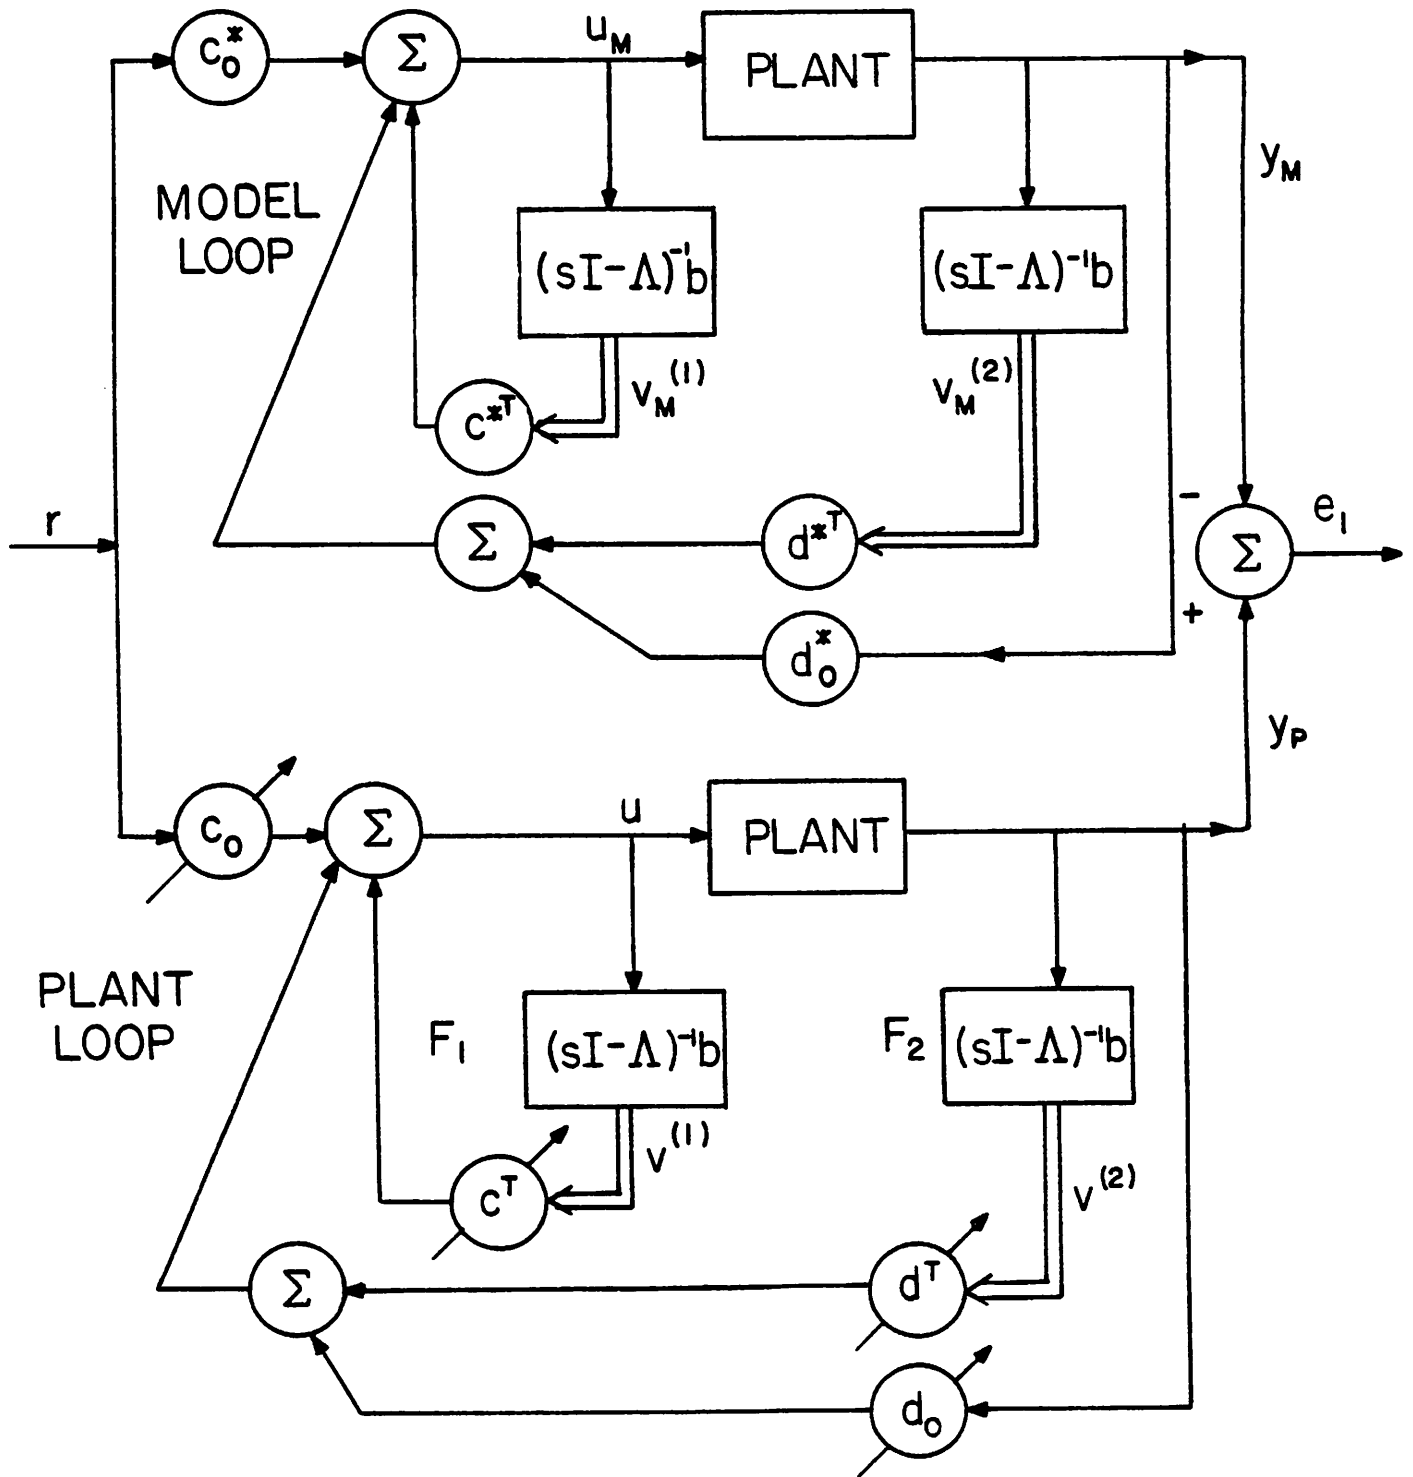 c₀*
Σ
u_M
PLANT
y_M
MODEL
LOOP
(sI-Λ)⁻¹b
(sI-Λ)⁻¹b
v_M⁽¹⁾
v_M⁽²⁾
c*ᵀ
r
Σ
d*ᵀ
-
Σ
e₁
+
d₀*
y_P
c₀
Σ
u
PLANT
PLANT
LOOP
F₁
(sI-Λ)⁻¹b
F₂
(sI-Λ)⁻¹b
v⁽¹⁾
cᵀ
v⁽²⁾
Σ
dᵀ
d₀